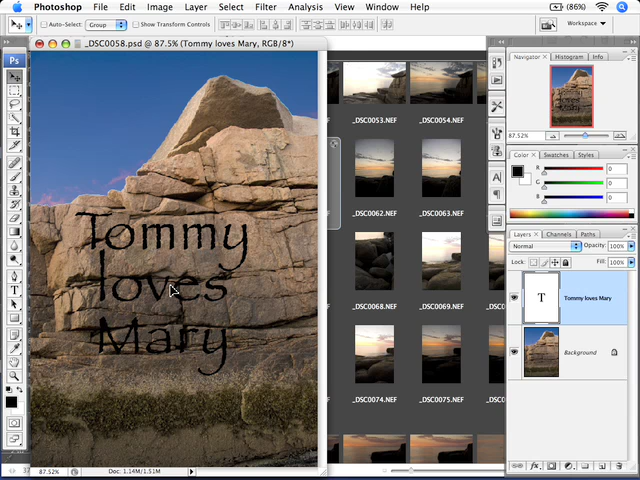 Photoshop File Edit Image Layer Select Filter Analysis View Window Help (86%)
Auto-Select: Group Show Transform Controls Workspace
_DSC0058.psd @ 87.5% (Tommy loves Mary, RGB/8*)
Ps
Tommy
loves
Mary
87.52% Doc: 1.14M/1.51M
_DSC0053.NEF _DSC0054.NEF
_DSC0062.NEF _DSC0063.NEF
_DSC0068.NEF _DSC0069.NEF
_DSC0074.NEF _DSC0075.NEF
Navigator Histogram Info
Tommy
loves
Mary
87.52%
Color Swatches Styles
R 0
G 0
B 0
Layers Channels Paths
Normal Opacity: 100%
Lock: Fill: 100%
T Tommy loves Mary
Background